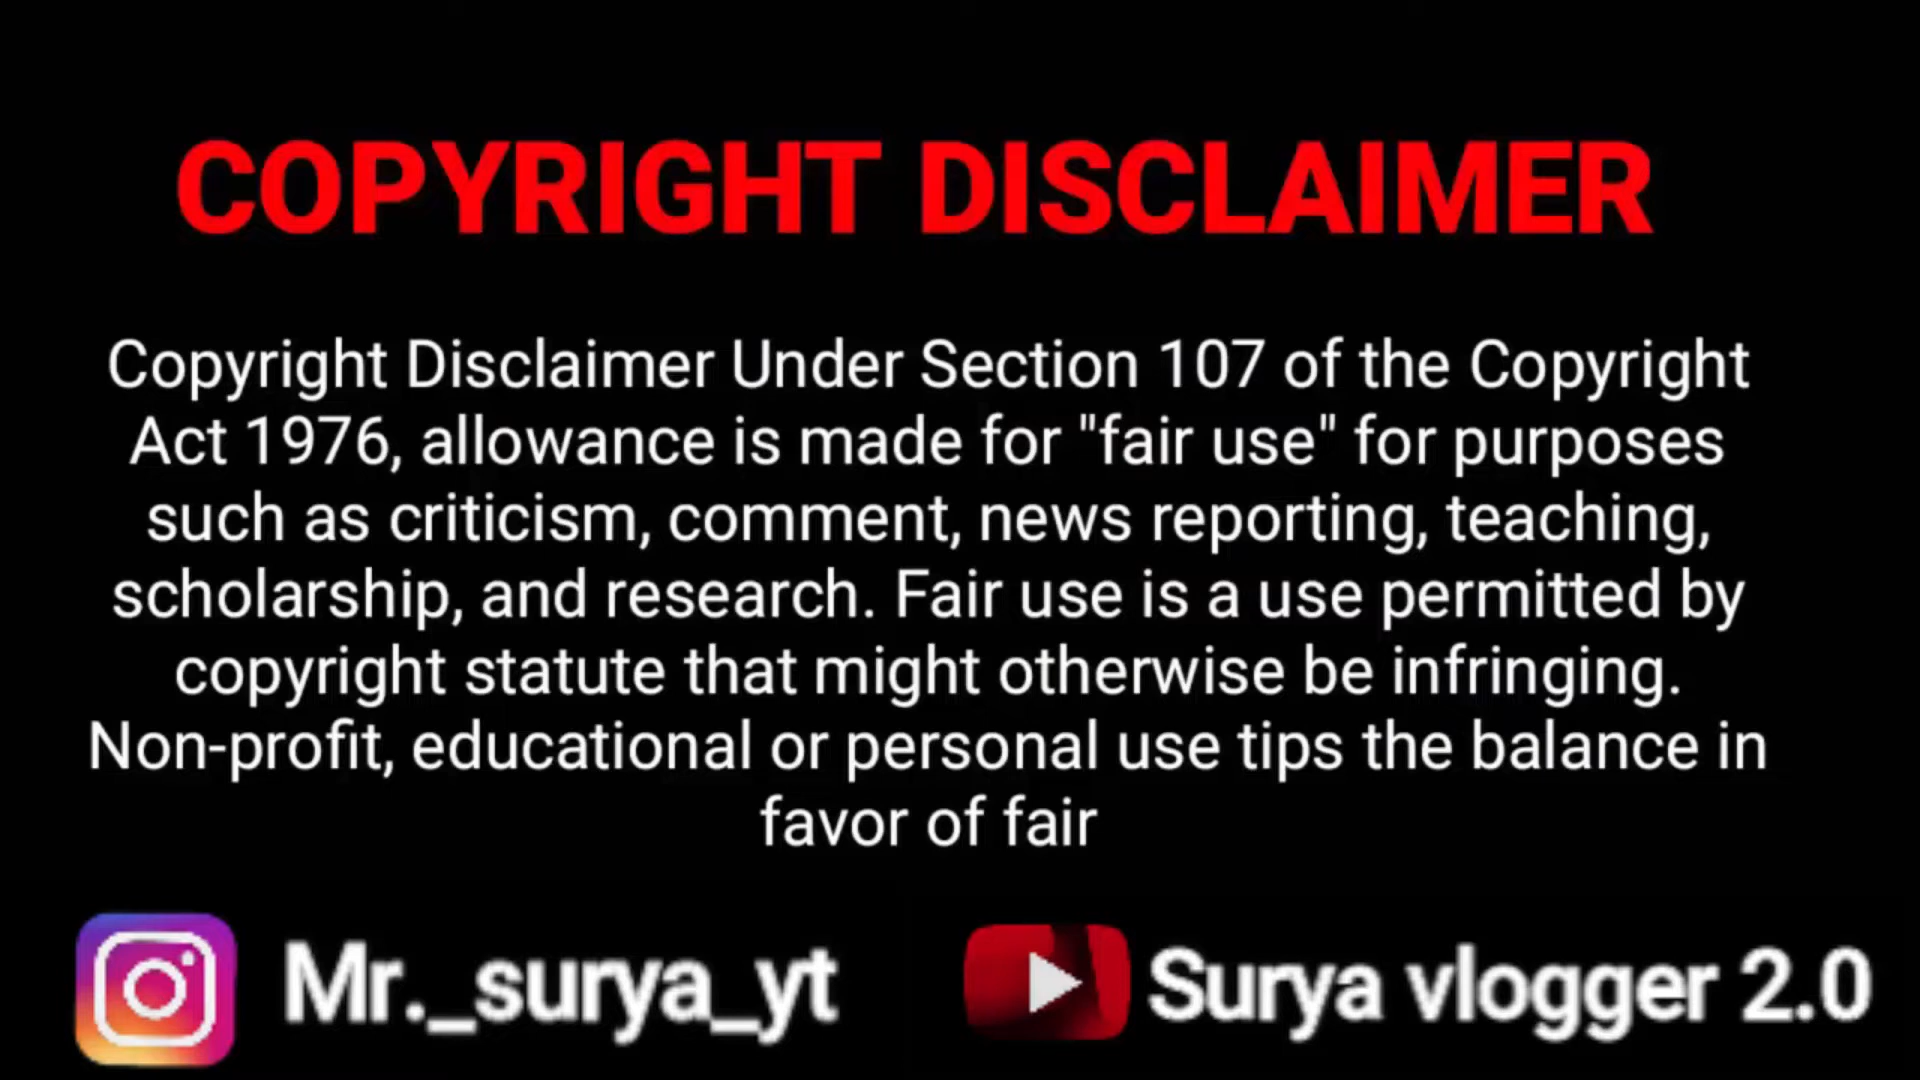 COPYRIGHT DISCLAIMER
Copyright Disclaimer Under Section 107 of the Copyright
Act 1976, allowance is made for "fair use" for purposes
such as criticism, comment, news reporting, teaching,
scholarship, and research. Fair use is a use permitted by
copyright statute that might otherwise be infringing.
Non-profit, educational or personal use tips the balance in
favor of fair
Mr._surya_yt
Surya vlogger 2.0